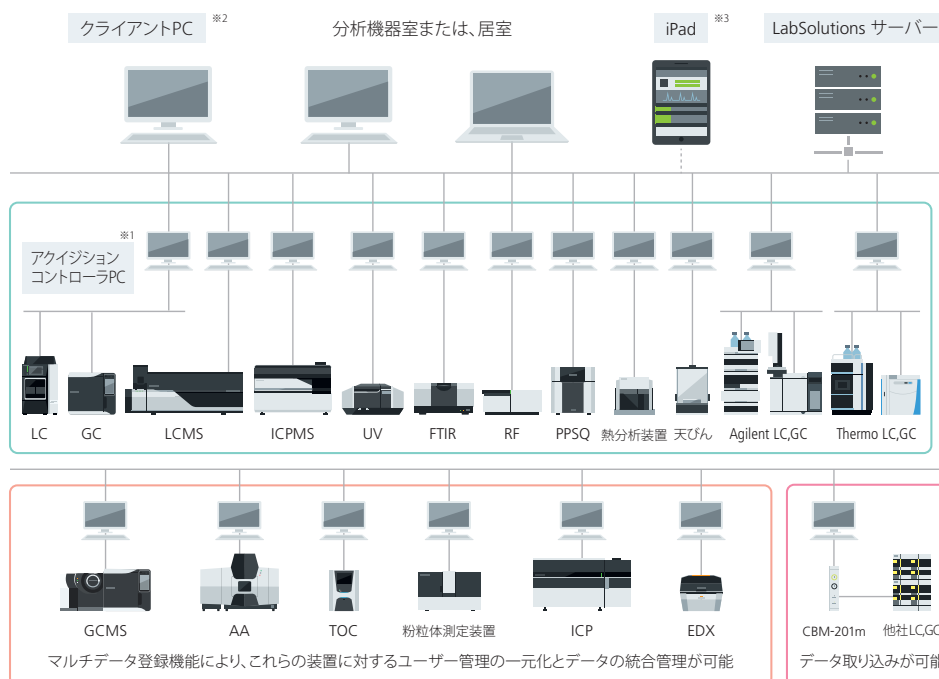 クライアントPC ※2
分析機器室または、居室
iPad ※3
LabSolutions サーバー
※1
アクイジション
コントローラPC
LC
GC
LCMS
ICPMS
UV
FTIR
RF
PPSQ
熱分析装置
天びん
Agilent LC,GC
Thermo LC,GC
GCMS
AA
TOC
粉粒体測定装置
ICP
EDX
マルチデータ登録機能により、これらの装置に対するユーザー管理の一元化とデータの統合管理が可能
CBM-201m
他社LC,GC
データ取り込みが可能